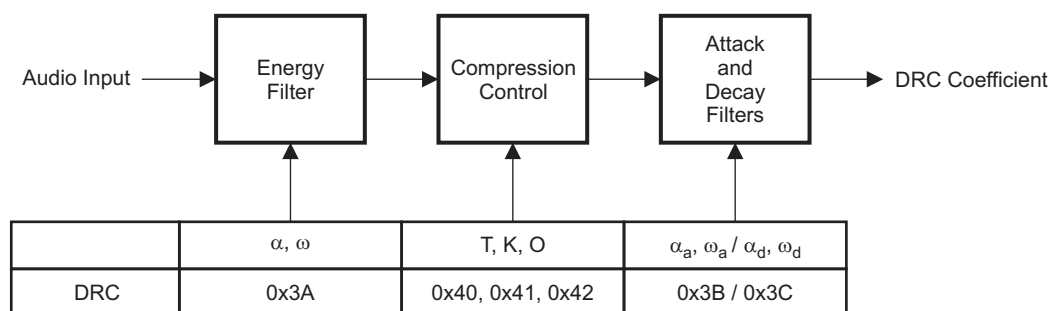 Audio Input
Energy
Filter
Compression
Control
Attack
and
Decay
Filters
DRC Coefficient
α, ω
T, K, O
αa, ωa / αd, ωd
DRC
0x3A
0x40, 0x41, 0x42
0x3B / 0x3C